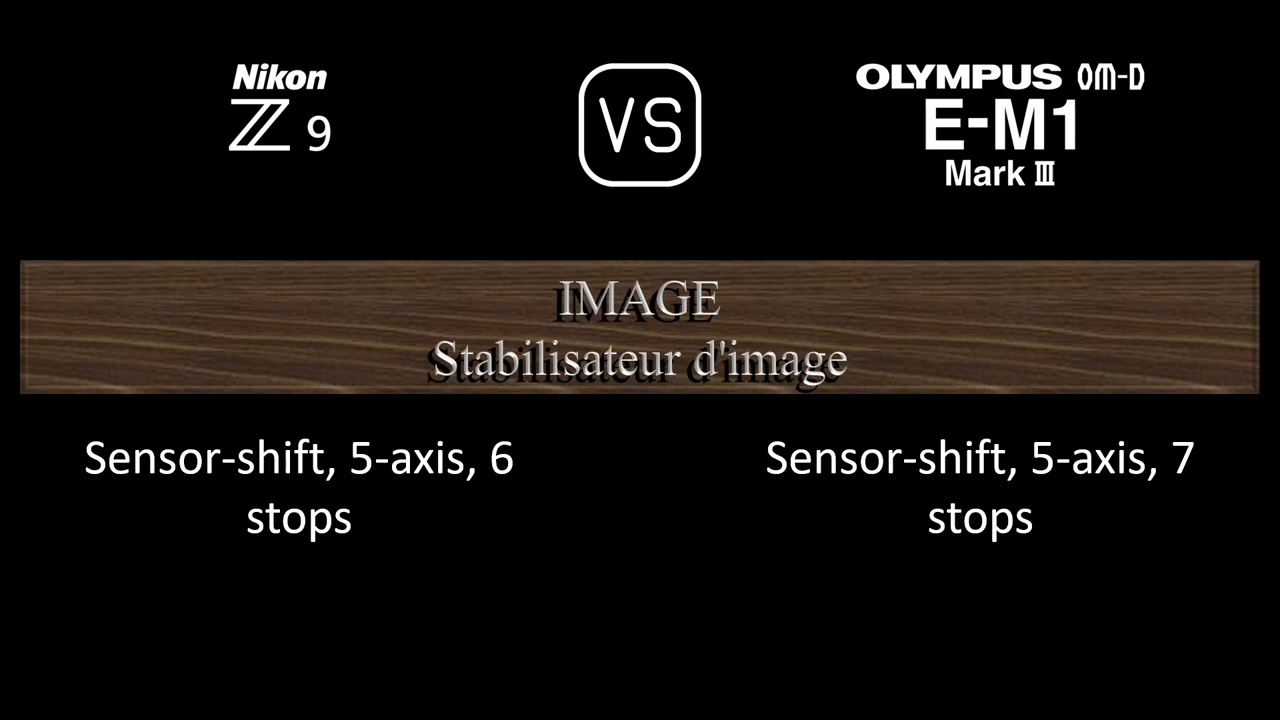 Nikon
Z 9
VS
OLYMPUS OM-D
E-M1
Mark III
IMAGE
Stabilisateur d'image
Sensor-shift, 5-axis, 6
stops
Sensor-shift, 5-axis, 7
stops